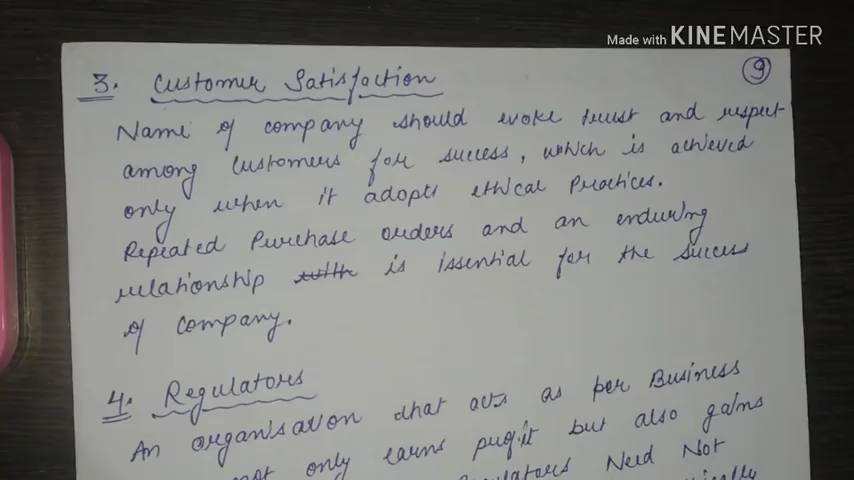 Made with KINEMASTER
9
3. Customer Satisfaction
Name of company should evoke trust and respect
among customers for success, which is achieved
only when it adopts ethical Practices.
Repeated Purchase orders and an enduring
relationship with is issential for the success
of company.
4. Regulators
An organisation that acts as per Business
not only earns profit but also gains
Need Not